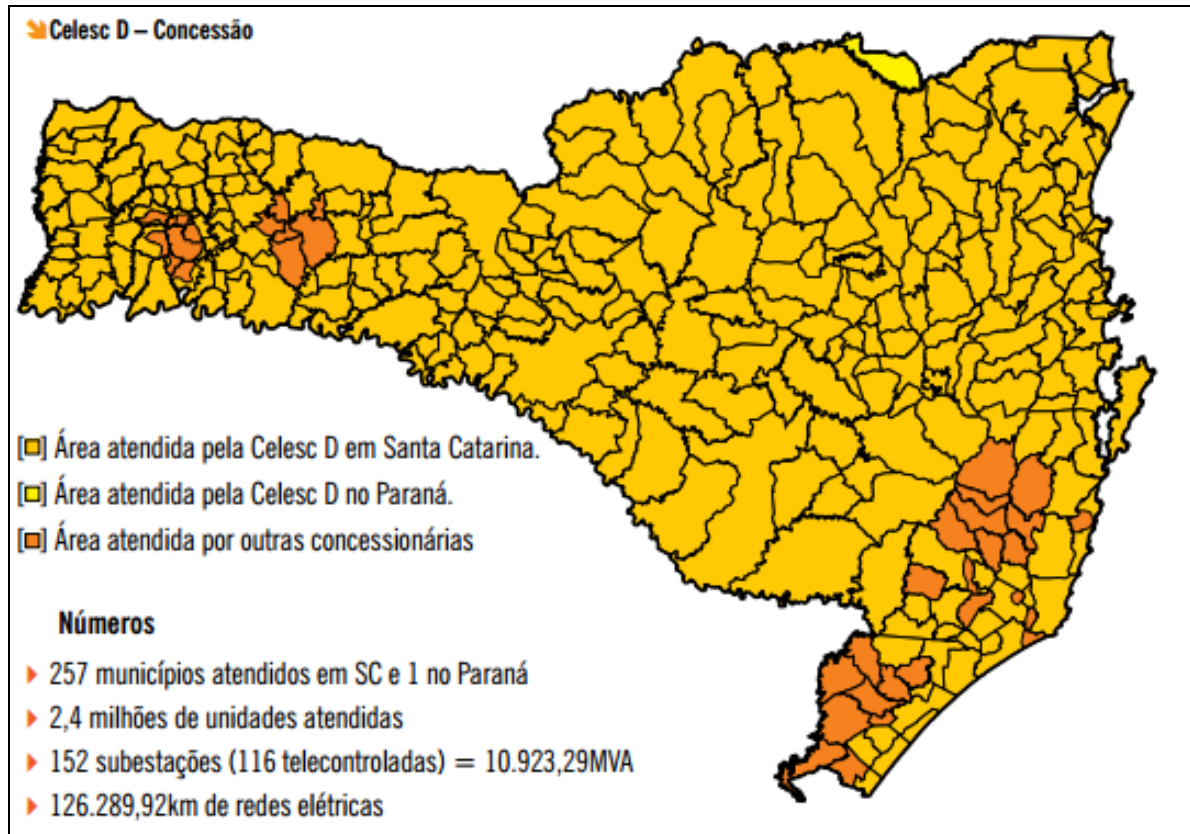 Celesc D – Concessão
[] Área atendida pela Celesc D em Santa Catarina.
[] Área atendida pela Celesc D no Paraná.
[] Área atendida por outras concessionárias
Números
257 municípios atendidos em SC e 1 no Paraná
2,4 milhões de unidades atendidas
152 subestações (116 telecontroladas) = 10.923,29MVA
126.289,92km de redes elétricas